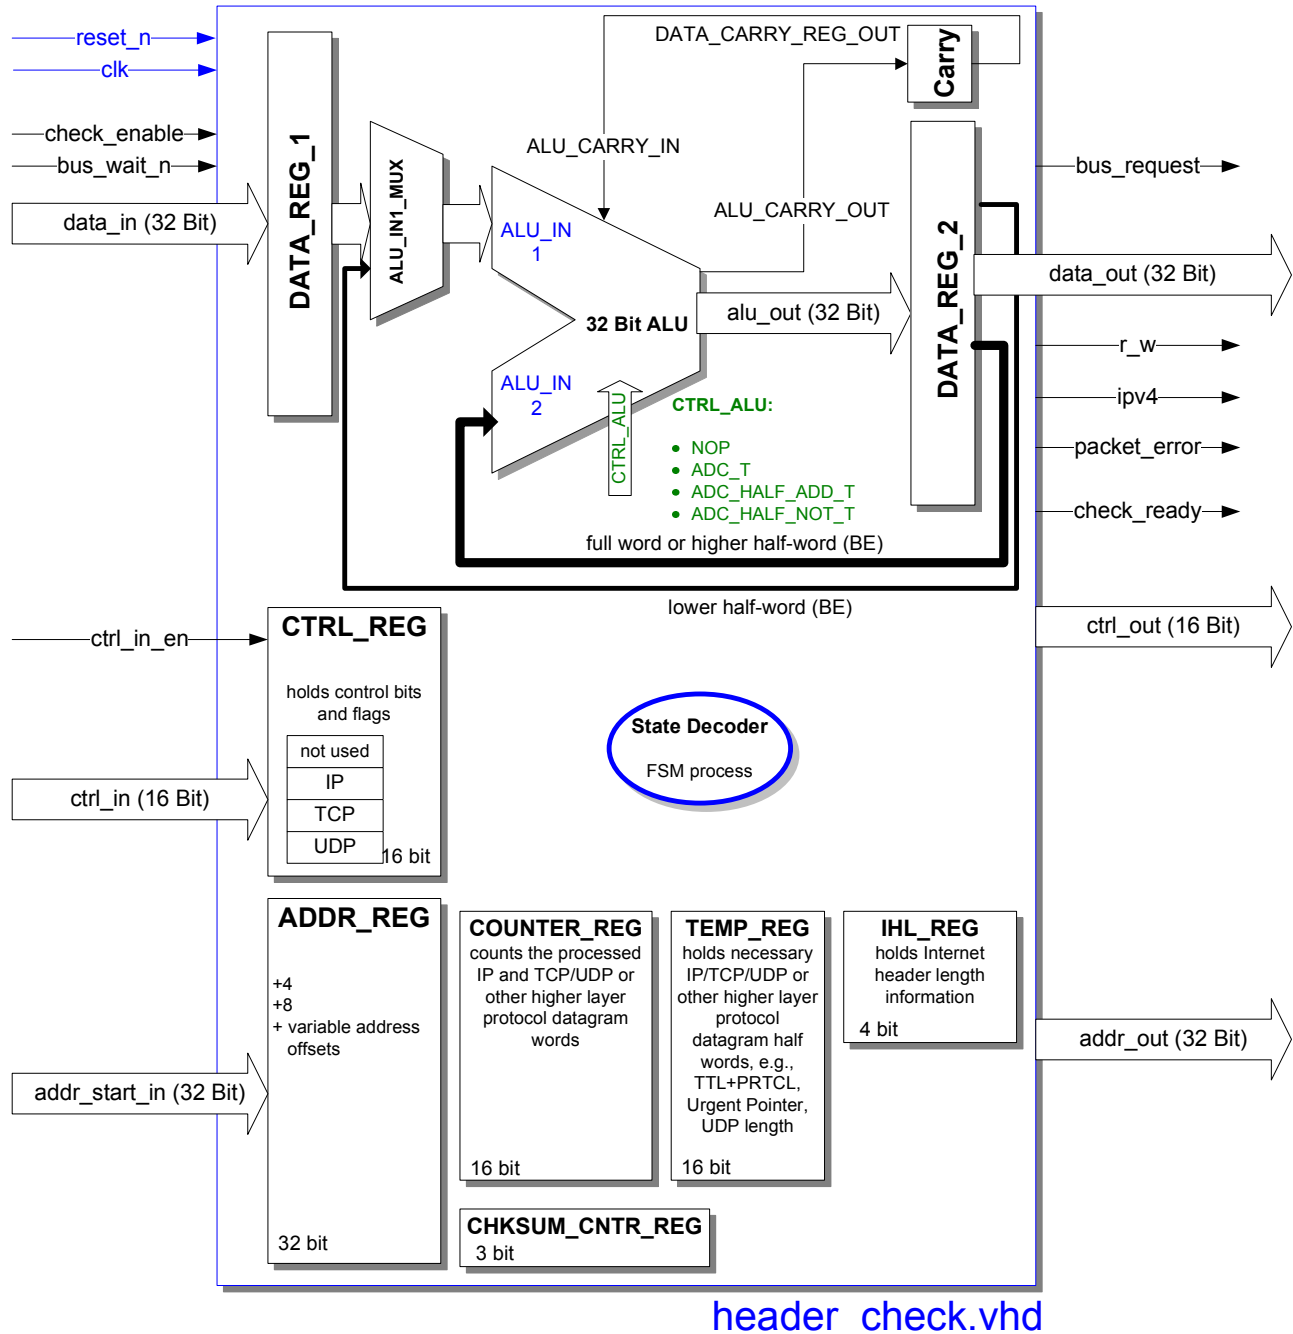 reset_n
clk
check_enable
bus_wait_n
data_in (32 Bit)
DATA_REG_1
ALU_IN1_MUX
DATA_CARRY_REG_OUT
Carry
ALU_CARRY_IN
ALU_CARRY_OUT
ALU_IN
1
32 Bit ALU
alu_out (32 Bit)
ALU_IN
2
CTRL_ALU
CTRL_ALU:
• NOP
• ADC_T
• ADC_HALF_ADD_T
• ADC_HALF_NOT_T
DATA_REG_2
full word or higher half-word (BE)
lower half-word (BE)
bus_request
data_out (32 Bit)
r_w
ipv4
packet_error
check_ready
ctrl_out (16 Bit)
ctrl_in_en
CTRL_REG
holds control bits
and flags
not used
IP
TCP
UDP
16 bit
ctrl_in (16 Bit)
State Decoder
FSM process
ADDR_REG
+4
+8
+ variable address
offsets
32 bit
addr_start_in (32 Bit)
COUNTER_REG
counts the processed
IP and TCP/UDP or
other higher layer
protocol datagram
words
16 bit
TEMP_REG
holds necessary
IP/TCP/UDP or
other higher layer
protocol
datagram half
words, e.g.,
TTL+PRTCL,
Urgent Pointer,
UDP length
16 bit
IHL_REG
holds Internet
header length
information
4 bit
addr_out (32 Bit)
CHKSUM_CNTR_REG
3 bit
header_check.vhd